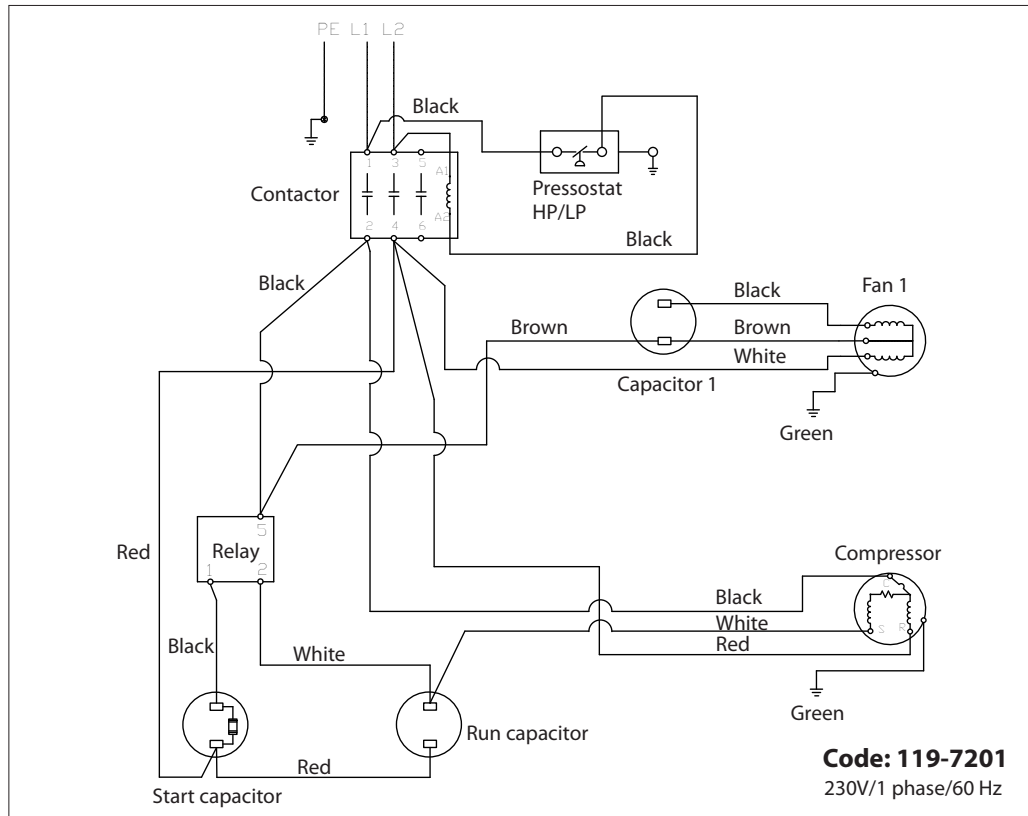 PE L1 L2
Black
1 3 5
A1
Contactor
Pressostat
HP/LP
A2
2 4 6
Black
Black
Black
Fan 1
Brown
Brown
White
Capacitor 1
Green
5
Red
Relay
1 2
Compressor
C
Black
White
S R
Red
Black
White
Green
Run capacitor
Red
Start capacitor
Code: 119-7201
230V/1 phase/60 Hz